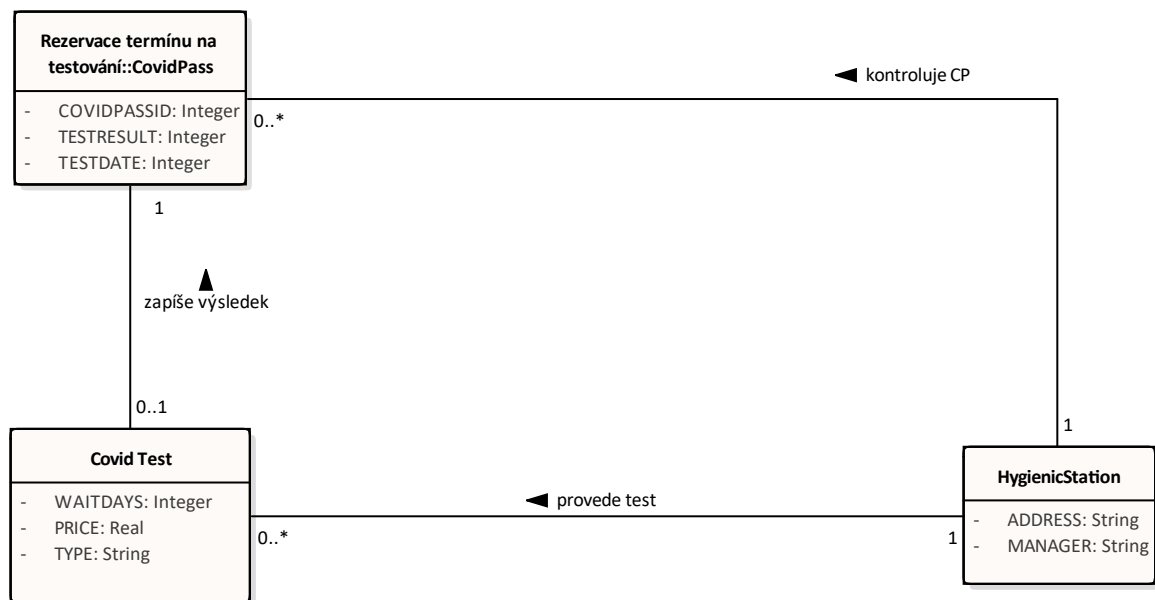 Rezervace termínu na
testování::CovidPass
- COVIDPASSID: Integer
- TESTRESULT: Integer
- TESTDATE: Integer
kontroluje CP
0..*
1
zapíše výsledek
0..1
1
Covid Test
- WAITDAYS: Integer
- PRICE: Real
- TYPE: String
provede test
0..*
1
HygienicStation
- ADDRESS: String
- MANAGER: String